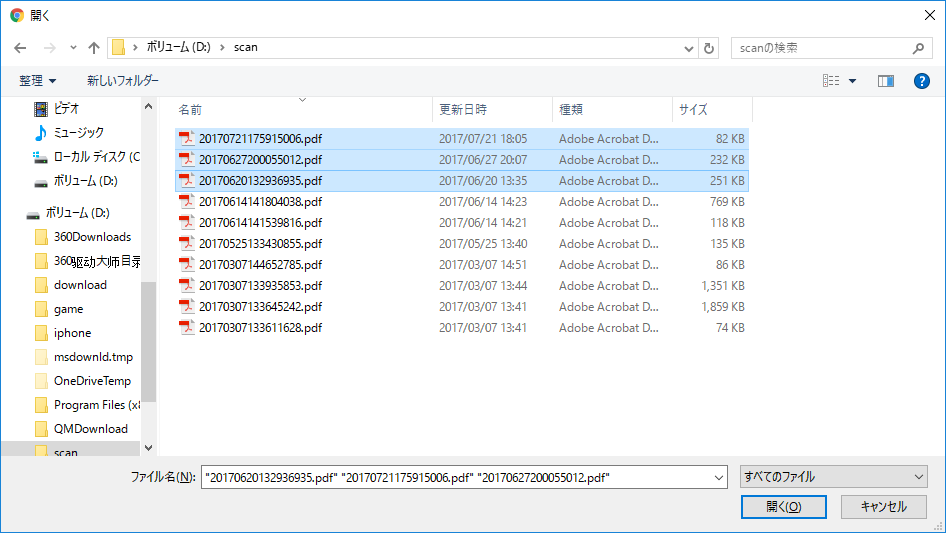 開く
ボリューム (D:) › scan
scanの検索
整理
新しいフォルダー
名前 更新日時 種類 サイズ
ビデオ
ミュージック
ローカル ディスク (C
ボリューム (D:)
ボリューム (D:)
360Downloads
360驱动大师目录
download
game
iphone
msdownld.tmp
OneDriveTemp
Program Files (x8
QMDownload
scan
20170721175915006.pdf 2017/07/21 18:05 Adobe Acrobat D... 82 KB
20170627200055012.pdf 2017/06/27 20:07 Adobe Acrobat D... 232 KB
20170620132936935.pdf 2017/06/20 13:35 Adobe Acrobat D... 251 KB
20170614141804038.pdf 2017/06/14 14:23 Adobe Acrobat D... 769 KB
20170614141539816.pdf 2017/06/14 14:21 Adobe Acrobat D... 118 KB
20170525133430855.pdf 2017/05/25 13:40 Adobe Acrobat D... 135 KB
20170307144652785.pdf 2017/03/07 14:51 Adobe Acrobat D... 86 KB
20170307133935853.pdf 2017/03/07 13:44 Adobe Acrobat D... 1,351 KB
20170307133645242.pdf 2017/03/07 13:41 Adobe Acrobat D... 1,859 KB
20170307133611628.pdf 2017/03/07 13:41 Adobe Acrobat D... 74 KB
ファイル名(N): "20170620132936935.pdf" "20170721175915006.pdf" "20170627200055012.pdf"
すべてのファイル
開く(O)
キャンセル